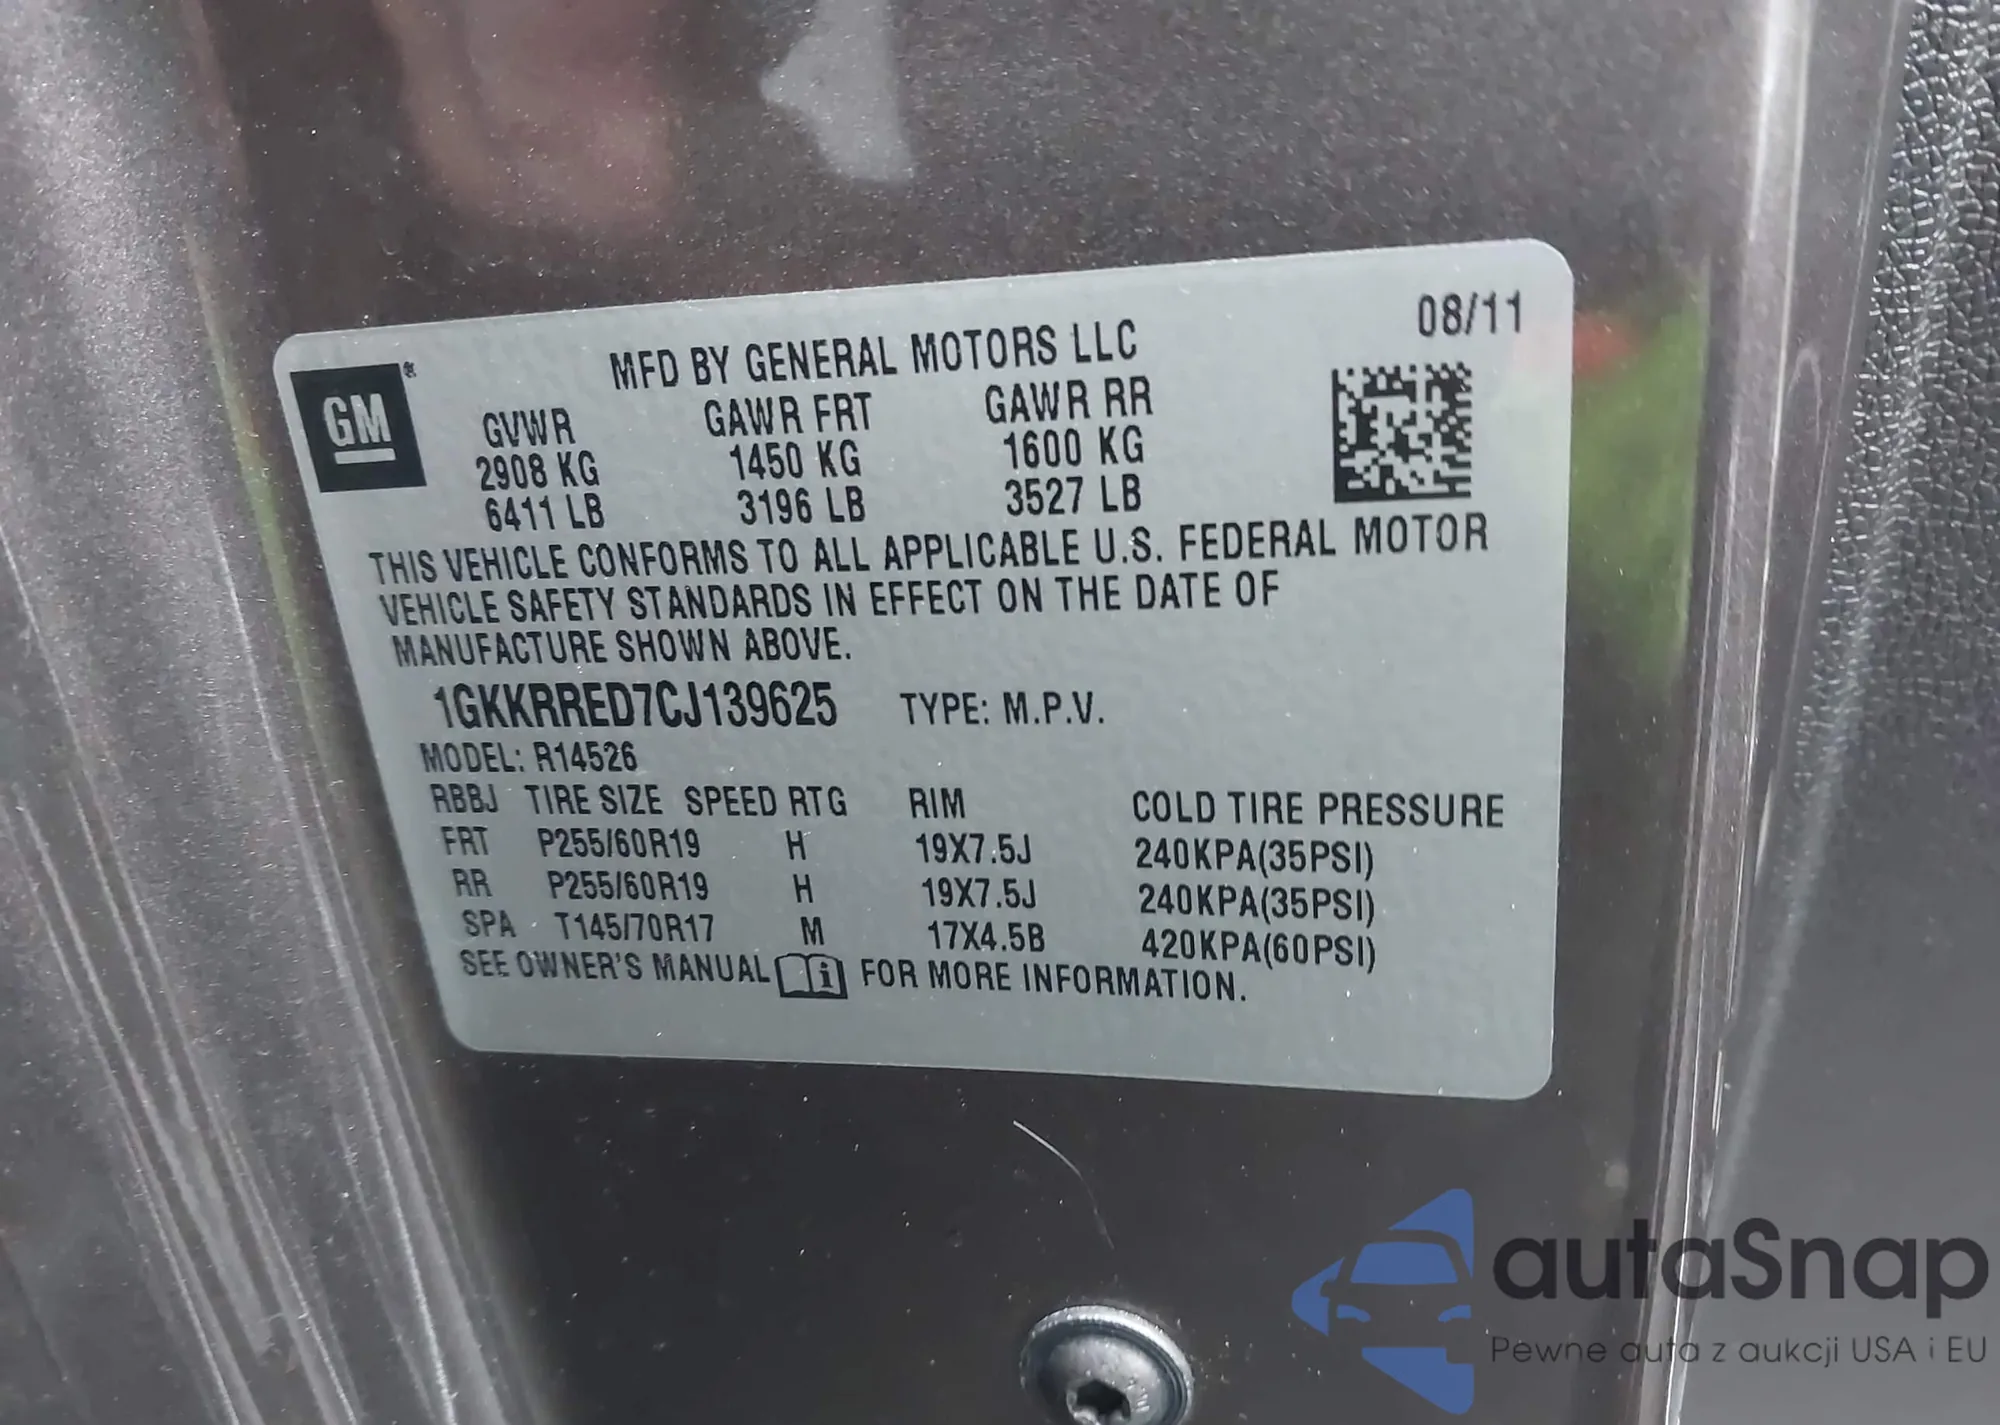 08/11
GM®
MFD BY GENERAL MOTORS LLC
GVWR GAWR FRT GAWR RR
2908 KG 1450 KG 1600 KG
6411 LB 3196 LB 3527 LB
THIS VEHICLE CONFORMS TO ALL APPLICABLE U.S. FEDERAL MOTOR
VEHICLE SAFETY STANDARDS IN EFFECT ON THE DATE OF
MANUFACTURE SHOWN ABOVE.
1GKKRRED7CJ139625 TYPE: M.P.V.
MODEL: R14526
RBBJ TIRE SIZE SPEED RTG RIM COLD TIRE PRESSURE
FRT P255/60R19 H 19X7.5J 240KPA(35PSI)
RR P255/60R19 H 19X7.5J 240KPA(35PSI)
SPA T145/70R17 M 17X4.5B 420KPA(60PSI)
SEE OWNER'S MANUAL i FOR MORE INFORMATION.
autaSnap
Pewne auta z aukcji USA i EU